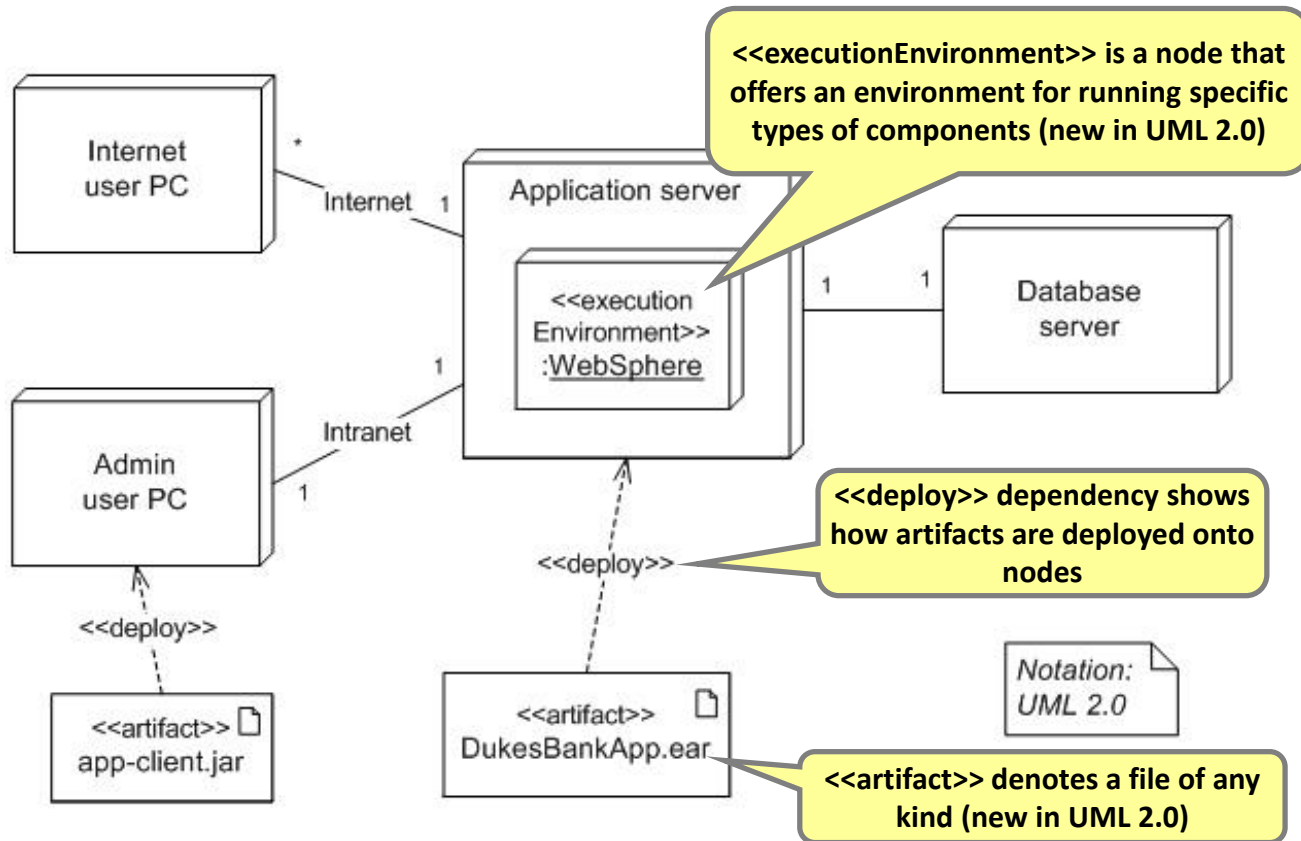 <<executionEnvironment>> is a node that
offers an environment for running specific
types of components (new in UML 2.0)
Internet
user PC
*
Internet
1
Application server
<<execution
Environment>>
:WebSphere
1
1
Database
server
Admin
user PC
1
Intranet
1
<<deploy>> dependency shows
how artifacts are deployed onto
nodes
<<deploy>>
<<deploy>>
<<artifact>>
app-client.jar
<<artifact>>
DukesBankApp.ear
Notation:
UML 2.0
<<artifact>> denotes a file of any
kind (new in UML 2.0)